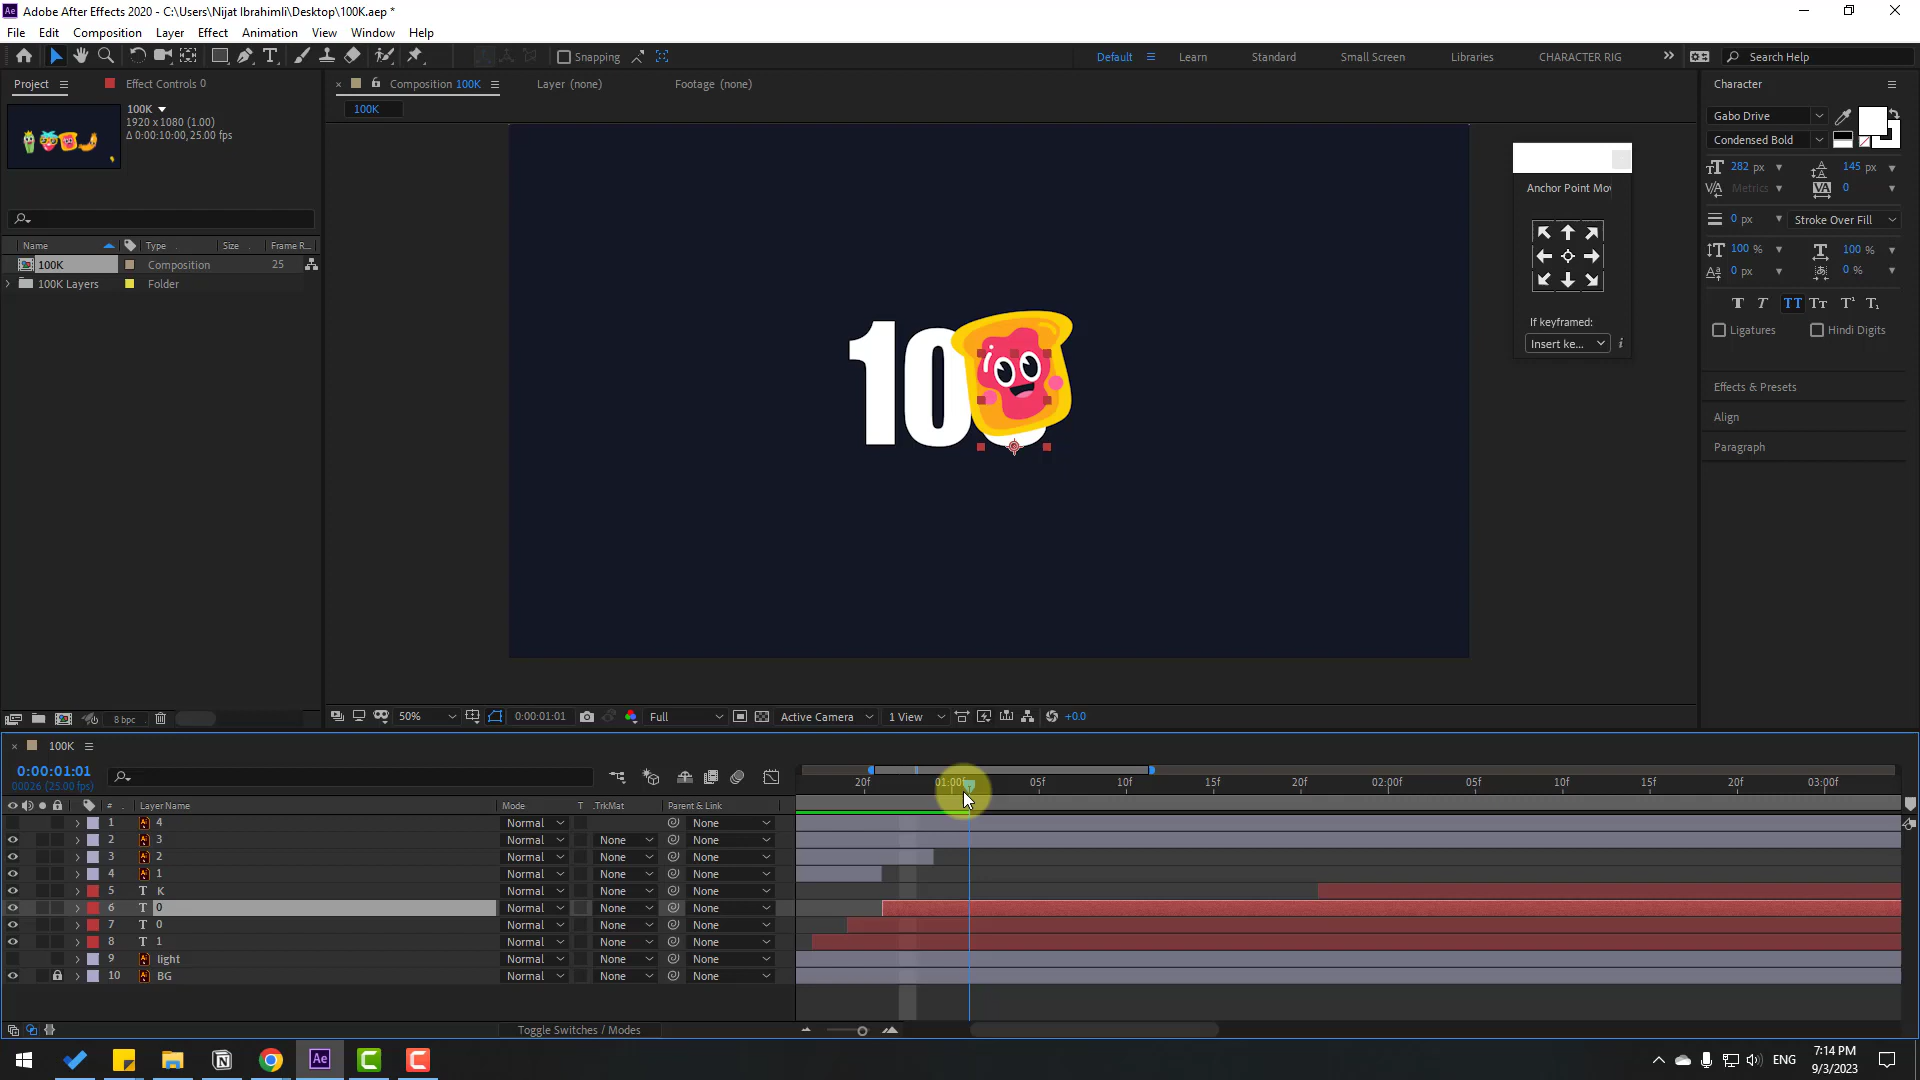 Adobe After Effects 2020 - C:\Users\Nijat Ibrahimli\Desktop\100K.aep *
File Edit Composition Layer Effect Animation View Window Help
Snapping Default Learn Standard Small Screen Libraries CHARACTER RIG Search Help
Project Effect Controls 0 Composition 100K Layer (none) Footage (none) Character
100K
1920 x 1080 (1.00)
Δ 0:00:10:00, 25.00 fps
100K
Gabo Drive
Condensed Bold
282 px 145 px
Metrics 0
0 px Stroke Over Fill
100 % 100 %
0 px 0 %
TT Tt
Ligatures Hindi Digits
Effects & Presets
Align
Paragraph
Anchor Point Mov
If keyframed:
Insert ke...
Name Type Size Frame R...
100K Composition 25
100K Layers Folder
100
8 bpc
50% 0:00:01:01 Full Active Camera 1 View +0.0
100K
0:00:01:01
00026 (25.00 fps)
20f 01:00f 05f 10f 15f 20f 02:00f 05f 10f 15f 20f 03:00f
# Layer Name Mode T .TrkMat Parent & Link
1 4 Normal None
2 3 Normal None None
3 2 Normal None None
4 1 Normal None None
5 K Normal None None
6 0 Normal None None
7 0 Normal None None
8 1 Normal None None
9 light Normal None None
10 BG Normal None None
Toggle Switches / Modes
ENG
7:14 PM
9/3/2023